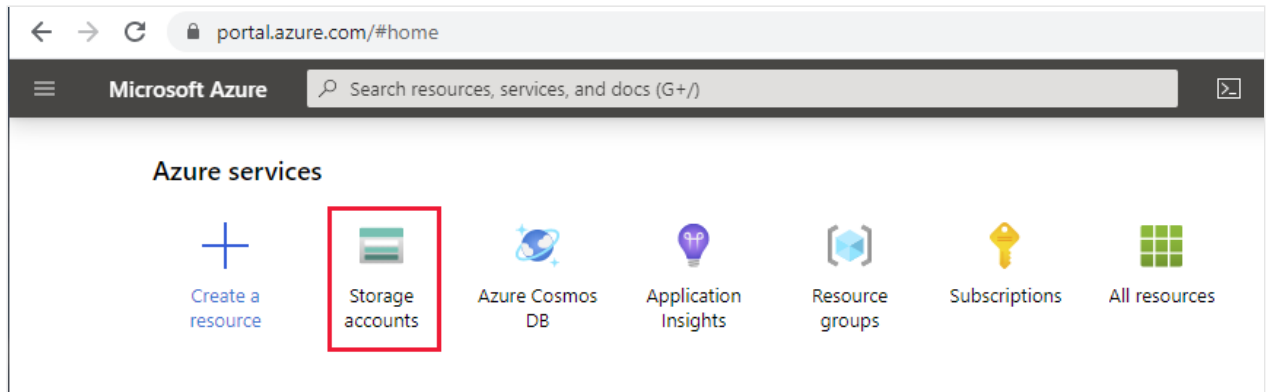 portal.azure.com/#home
Microsoft Azure
Search resources, services, and docs (G+/)
Azure services
Create a
resource
Storage
accounts
Azure Cosmos
DB
Application
Insights
Resource
groups
Subscriptions
All resources